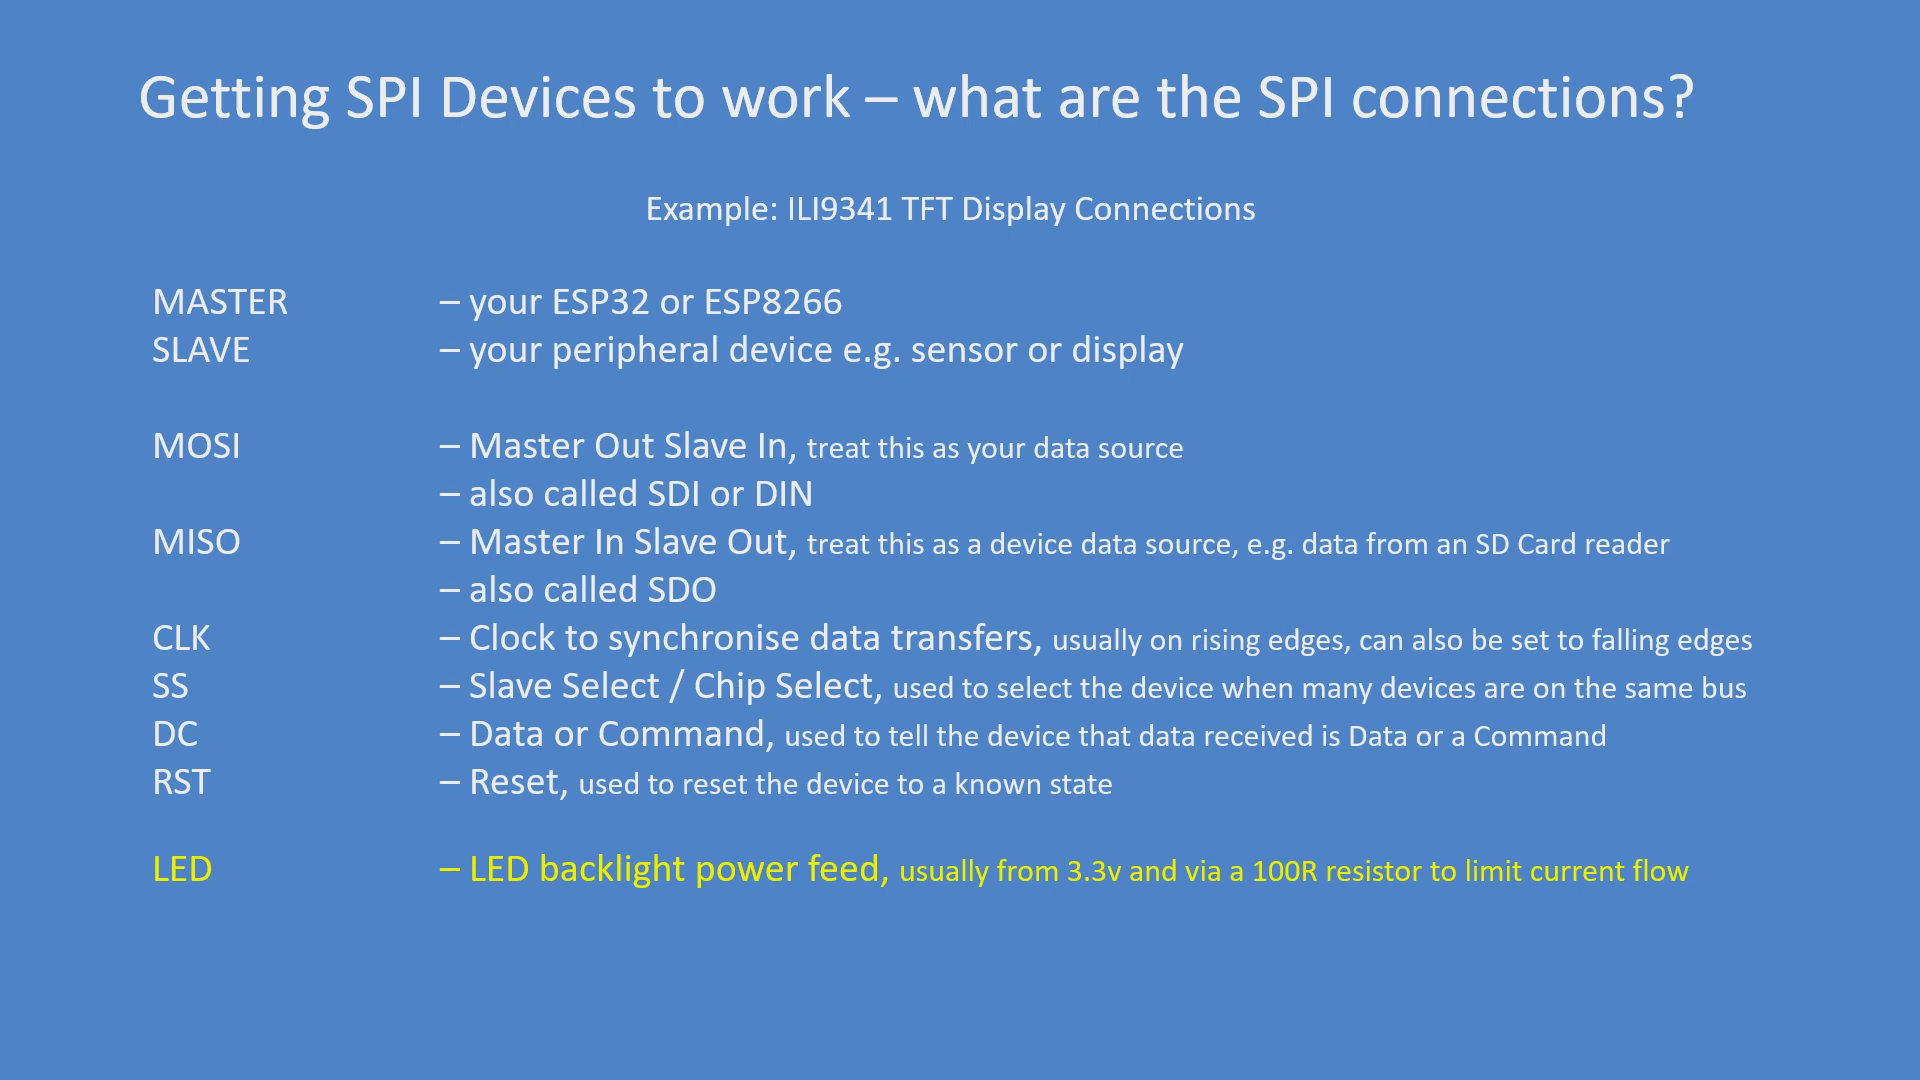 Getting SPI Devices to work – what are the SPI connections?
Example: ILI9341 TFT Display Connections
MASTER – your ESP32 or ESP8266
SLAVE – your peripheral device e.g. sensor or display
MOSI – Master Out Slave In, treat this as your data source
– also called SDI or DIN
MISO – Master In Slave Out, treat this as a device data source, e.g. data from an SD Card reader
– also called SDO
CLK – Clock to synchronise data transfers, usually on rising edges, can also be set to falling edges
SS – Slave Select / Chip Select, used to select the device when many devices are on the same bus
DC – Data or Command, used to tell the device that data received is Data or a Command
RST – Reset, used to reset the device to a known state
LED – LED backlight power feed, usually from 3.3v and via a 100R resistor to limit current flow